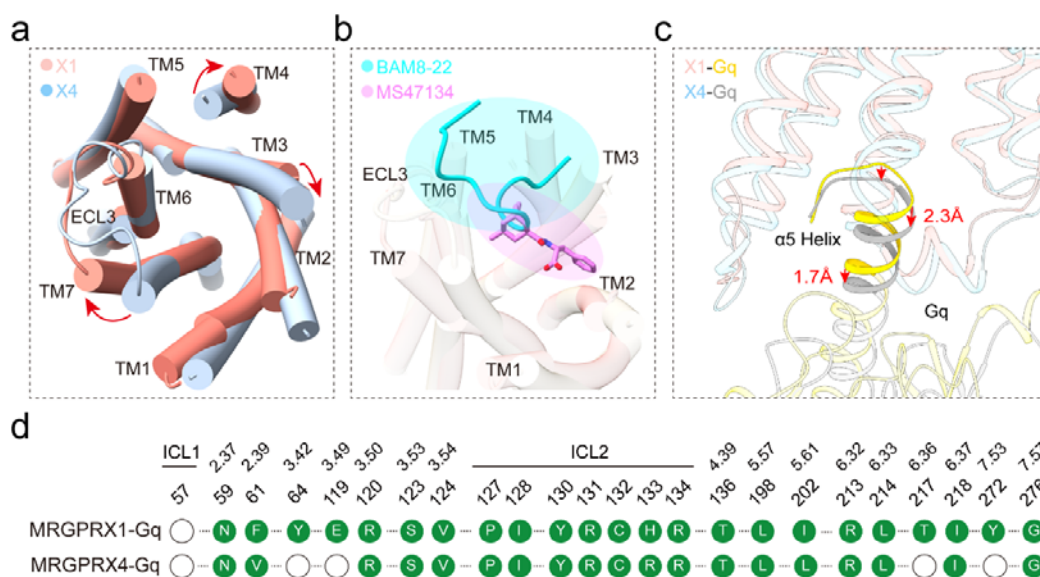 a
X1
X4
TM5
TM4
TM3
TM6
ECL3
TM2
TM7
TM1
b
BAM8-22
MS47134
TM4
TM5
TM3
ECL3
TM6
TM7
TM2
TM1
c
X1-Gq
X4-Gq
2.3Å
α5 Helix
1.7Å
Gq
d
ICL1 2.37 2.39 3.42 3.49 3.50 3.53 3.54 ICL2 4.39 5.57 5.61 6.32 6.33 6.36 6.37 7.53 7.57
57 59 61 64 119 120 123 124 127 128 130 131 132 133 134 136 198 202 213 214 217 218 272 276
MRGPRX1-Gq N F Y E R S V P I Y R C H R T L I R L T I Y G
MRGPRX4-Gq N V R S V P I Y R C R R T L L R L I G